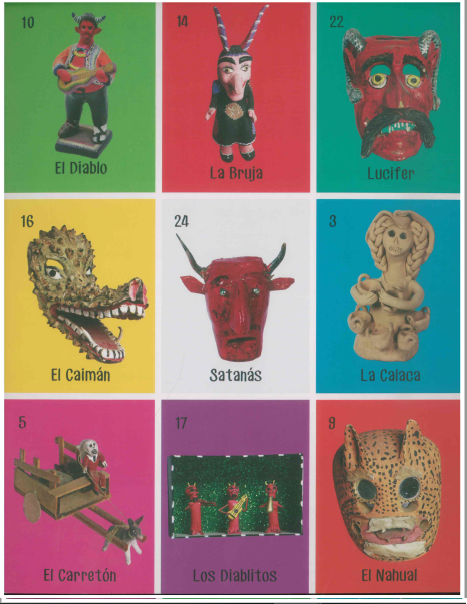 10
El Diablo
14
La Bruja
22
Lucifer
16
El Caimán
24
Satanás
3
La Calaca
5
El Carretón
17
Los Diablitos
9
El Nahual